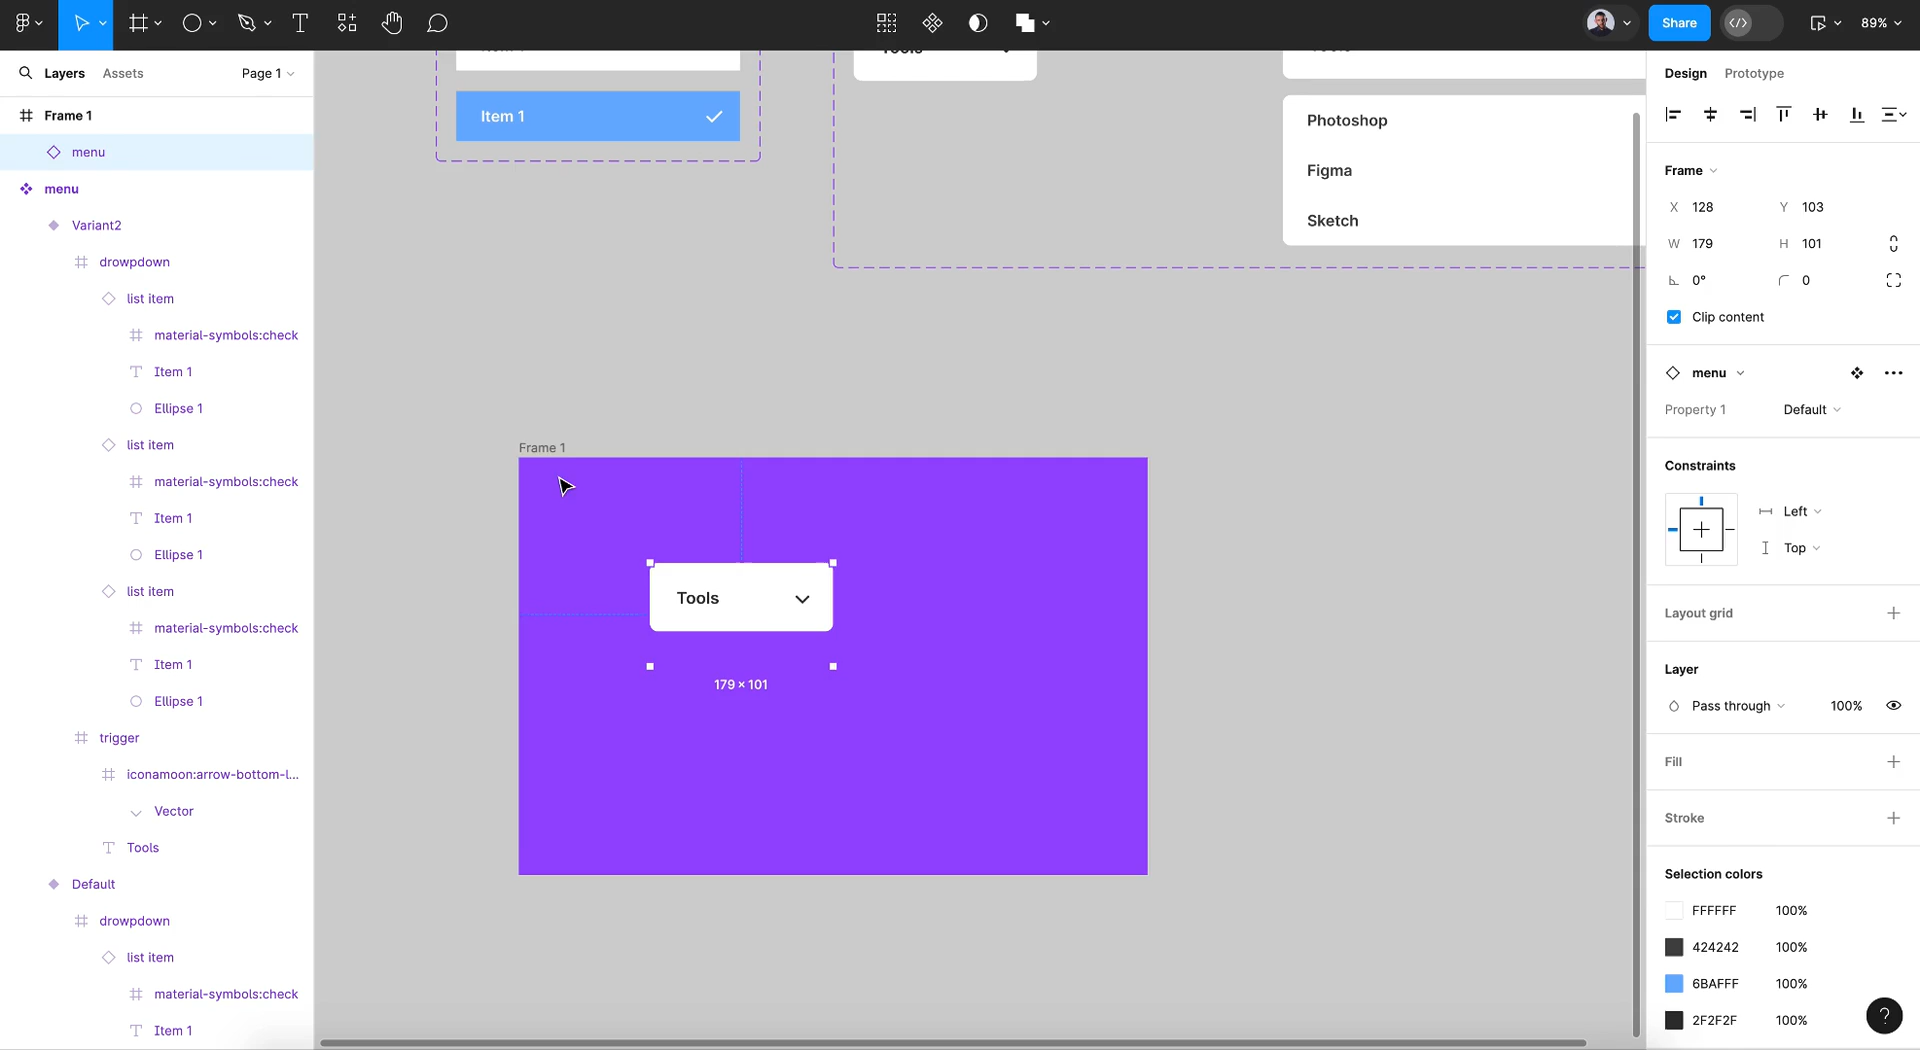 Share
89%
Layers
Assets
Page 1
Frame 1
menu
menu
Variant2
drowpdown
list item
material-symbols:check
Item 1
Ellipse 1
list item
material-symbols:check
Item 1
Ellipse 1
list item
material-symbols:check
Item 1
Ellipse 1
trigger
iconamoon:arrow-bottom-l...
Vector
Tools
Default
drowpdown
list item
material-symbols:check
Item 1
Item 1
Tools
Photoshop
Figma
Sketch
Frame 1
Tools
179 × 101
Design
Prototype
Frame
X 128
Y 103
W 179
H 101
0°
0
Clip content
menu
Property 1
Default
Constraints
Left
Top
Layout grid
Layer
Pass through
100%
Fill
Stroke
Selection colors
FFFFFF 100%
424242 100%
6BAFFF 100%
2F2F2F 100%
?